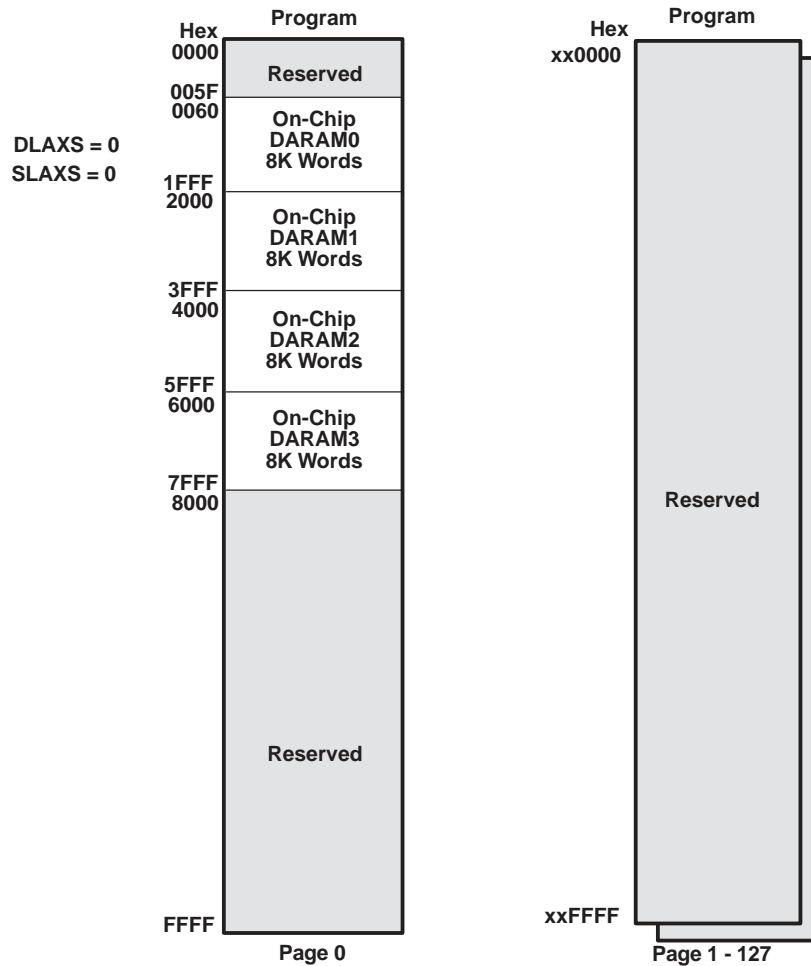 Program
Hex
0000
Reserved
005F
0060
On-Chip
DARAM0
8K Words
DLAXS = 0
SLAXS = 0
1FFF
2000
On-Chip
DARAM1
8K Words
3FFF
4000
On-Chip
DARAM2
8K Words
5FFF
6000
On-Chip
DARAM3
8K Words
7FFF
8000
Reserved
FFFF
Page 0
Program
Hex
xx0000
Reserved
xxFFFF
Page 1 - 127